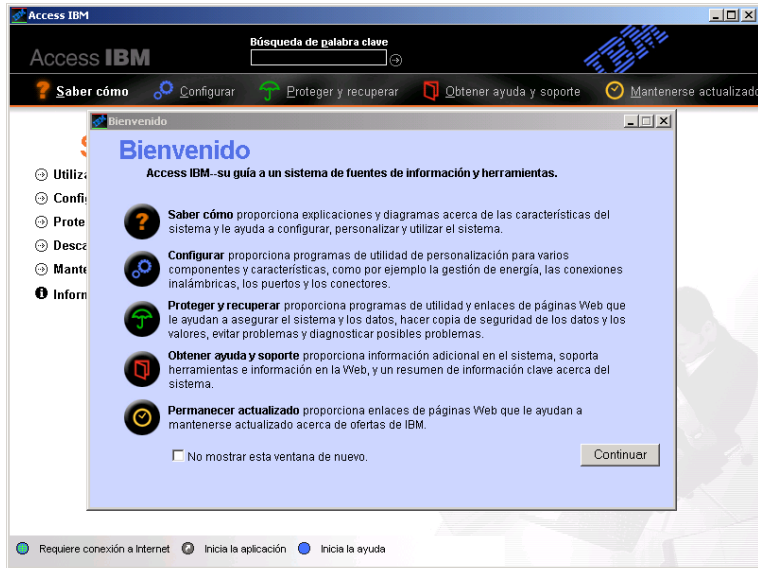 Access IBM
Búsqueda de palabra clave
Access IBM
IBM
Saber cómo
Configurar
Proteger y recuperar
Obtener ayuda y soporte
Mantenerse actualizado
Bienvenido
Bienvenido
Access IBM--su guía a un sistema de fuentes de información y herramientas.
Saber cómo proporciona explicaciones y diagramas acerca de las características del
sistema y le ayuda a configurar, personalizar y utilizar el sistema.
Configurar proporciona programas de utilidad de personalización para varios
componentes y características, como por ejemplo la gestión de energía, las conexiones
inalámbricas, los puertos y los conectores.
Proteger y recuperar proporciona programas de utilidad y enlaces de páginas Web que
le ayudan a asegurar el sistema y los datos, hacer copia de seguridad de los datos y los
valores, evitar problemas y diagnosticar posibles problemas.
Obtener ayuda y soporte proporciona información adicional en el sistema, soporta
herramientas e información en la Web, y un resumen de información clave acerca del
sistema.
Permanecer actualizado proporciona enlaces de páginas Web que le ayudan a
mantenerse actualizado acerca de ofertas de IBM.
No mostrar esta ventana de nuevo.
Continuar
Requiere conexión a Internet
Inicia la aplicación
Inicia la ayuda